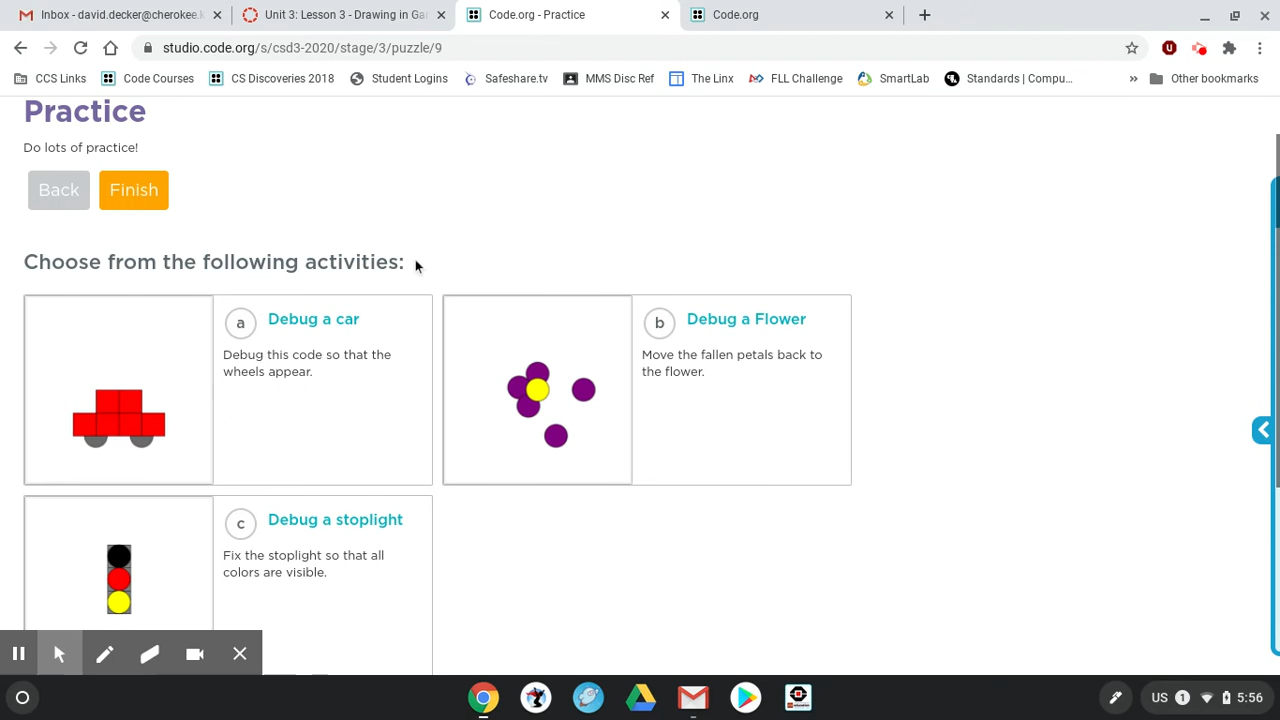 Inbox - david.decker@cherokee.k
Unit 3: Lesson 3 - Drawing in Gar
Code.org - Practice
Code.org
studio.code.org/s/csd3-2020/stage/3/puzzle/9
CCS Links
Code Courses
CS Discoveries 2018
Student Logins
Safeshare.tv
MMS Disc Ref
The Linx
FLL Challenge
SmartLab
Standards | Compu...
»
Other bookmarks
Practice
Do lots of practice!
Back
Finish
Choose from the following activities:
a
Debug a car
Debug this code so that the
wheels appear.
b
Debug a Flower
Move the fallen petals back to
the flower.
c
Debug a stoplight
Fix the stoplight so that all
colors are visible.
US
1
5:56